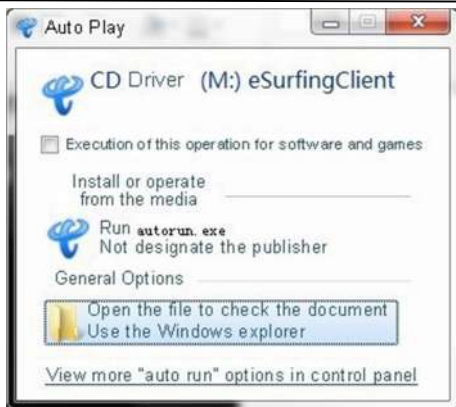 Auto Play
CD Driver (M:) eSurfingClient
Execution of this operation for software and games
Install or operate
from the media
Run autorun.exe
Not designate the publisher
General Options
Open the file to check the document
Use the Windows explorer
View more "auto run" options in control panel